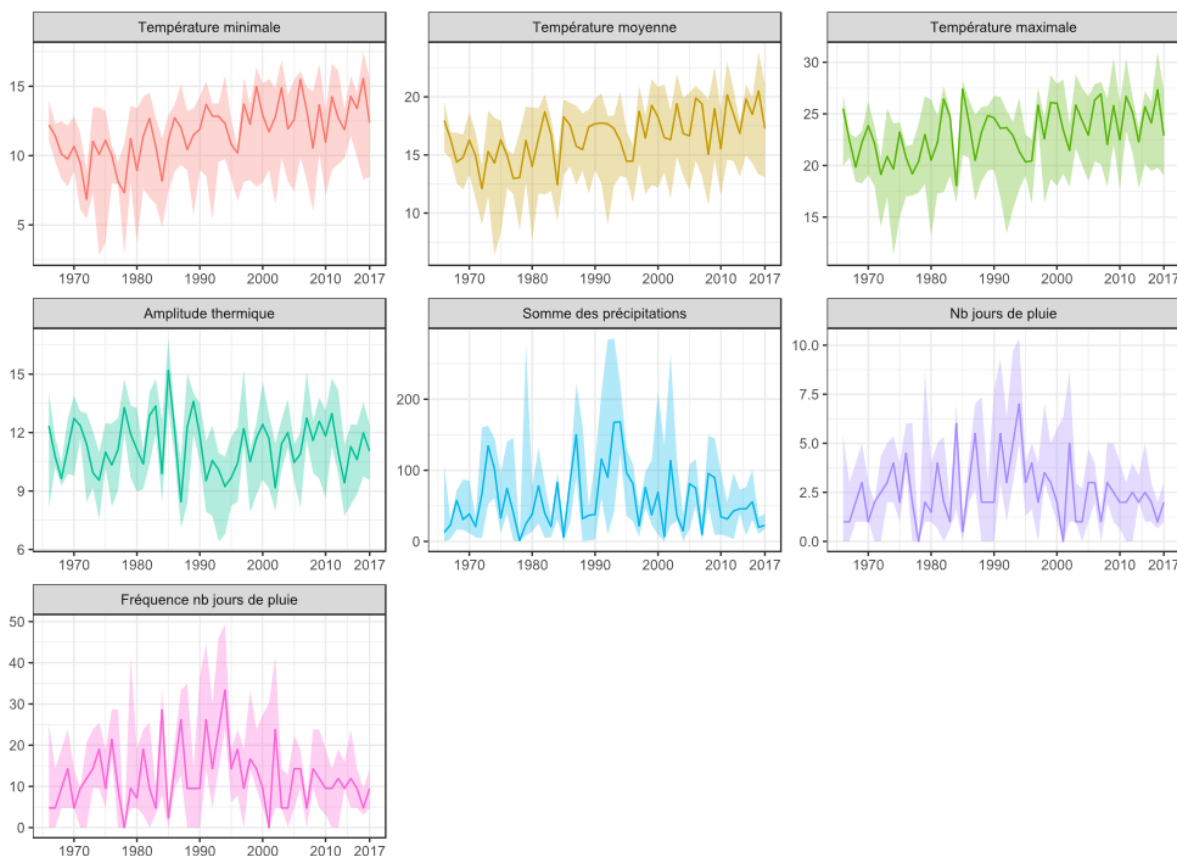 Température minimale
Température moyenne
Température maximale
15
10
5
1970 1980 1990 2000 2010 2017
20
15
10
1970 1980 1990 2000 2010 2017
30
25
20
15
1970 1980 1990 2000 2010 2017
Amplitude thermique
Somme des précipitations
Nb jours de pluie
15
12
9
6
1970 1980 1990 2000 2010 2017
200
100
0
1970 1980 1990 2000 2010 2017
10.0
7.5
5.0
2.5
0.0
1970 1980 1990 2000 2010 2017
Fréquence nb jours de pluie
50
40
30
20
10
0
1970 1980 1990 2000 2010 2017